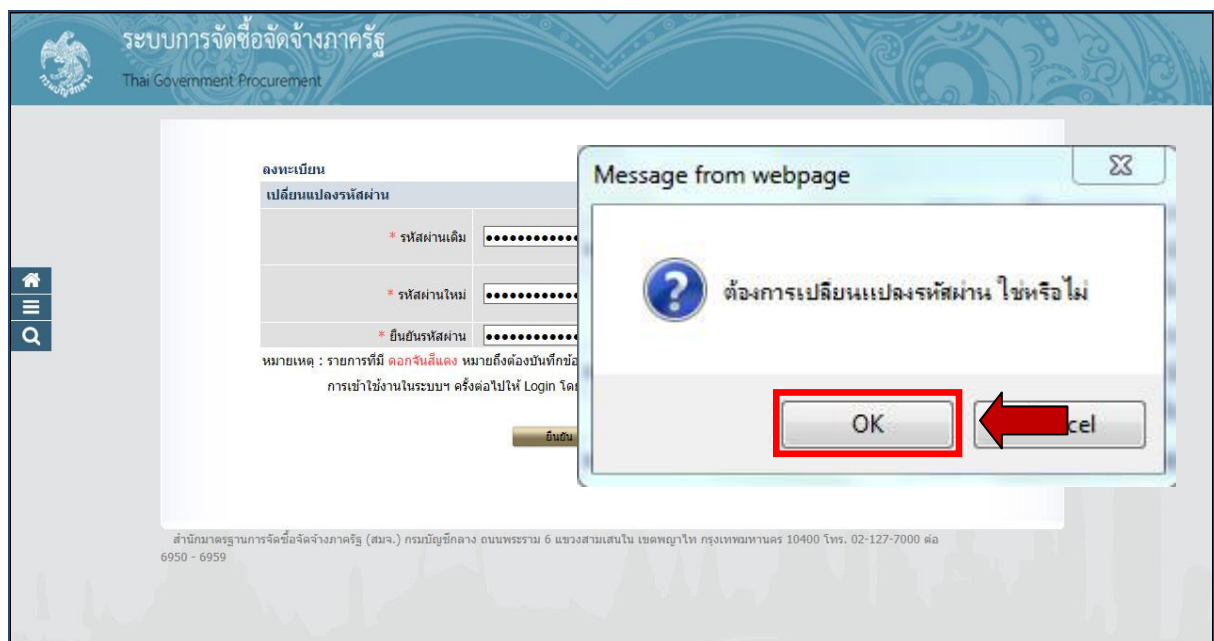 ระบบการจัดซื้อจัดจ้างภาครัฐ
Thai Government Procurement
กรมบัญชีกลาง
ลงทะเบียน
เปลี่ยนแปลงรหัสผ่าน
* รหัสผ่านเดิม
* รหัสผ่านใหม่
* ยืนยันรหัสผ่าน
หมายเหตุ : รายการที่มี ดอกจันสีแดง หมายถึงต้องบันทึกข้อ
การเข้าใช้งานในระบบฯ ครั้งต่อไปให้ Login โดย
ยืนยัน
Message from webpage
ต้องการเปลี่ยนแปลงรหัสผ่าน ใช่หรือไม่
OK
cel
สำนักมาตรฐานการจัดซื้อจัดจ้างภาครัฐ (สมจ.) กรมบัญชีกลาง ถนนพระราม 6 แขวงสามเสนใน เขตพญาไท กรุงเทพมหานคร 10400 โทร. 02-127-7000 ต่อ
6950 - 6959